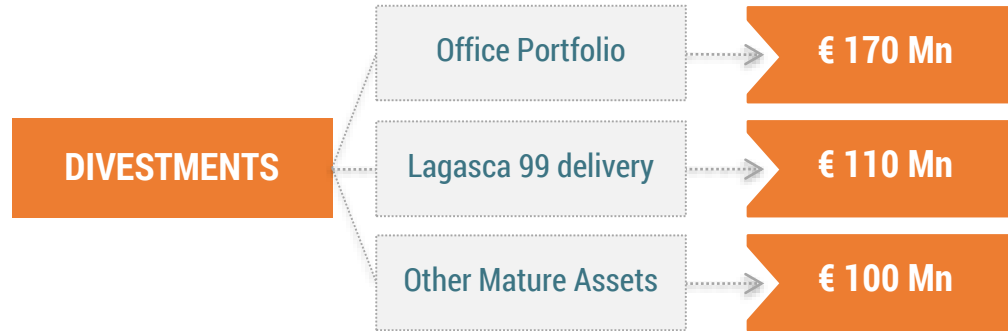 DIVESTMENTS
Office Portfolio
€ 170 Mn
Lagasca 99 delivery
€ 110 Mn
Other Mature Assets
€ 100 Mn